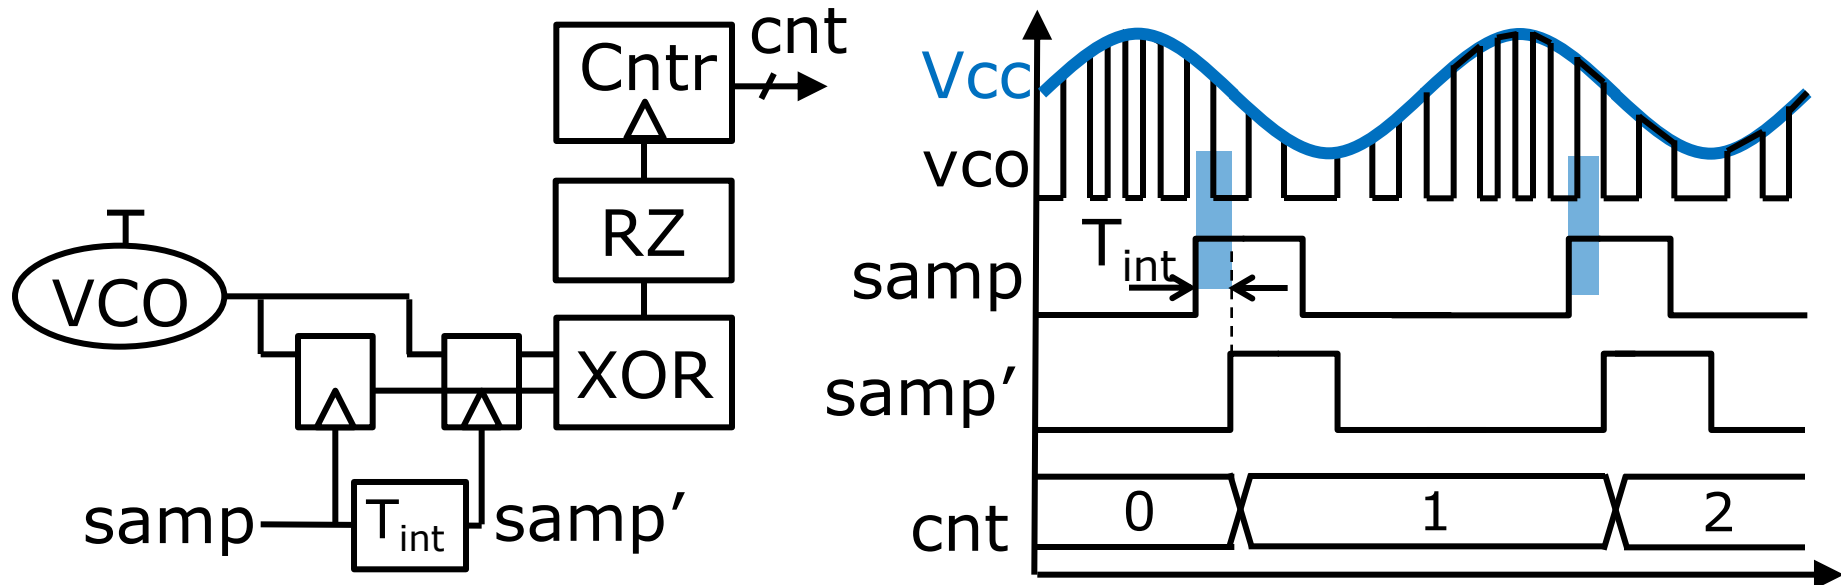 Cntr
cnt
RZ
VCO
XOR
samp
Tint
samp′
Vcc
vco
Tint
samp
samp′
cnt
0
1
2